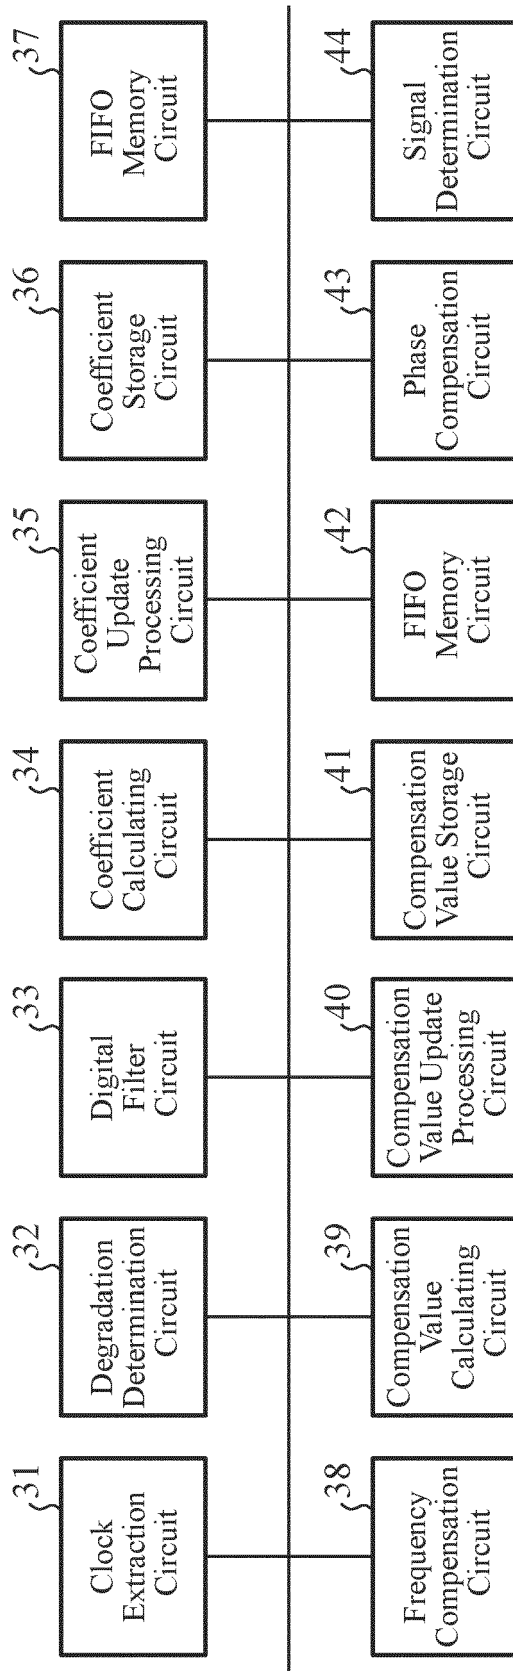 31
Clock
Extraction
Circuit
32
Degradation
Determination
Circuit
33
Digital
Filter
Circuit
34
Coefficient
Calculating
Circuit
35
Coefficient
Update
Processing
Circuit
36
Coefficient
Storage
Circuit
37
FIFO
Memory
Circuit
38
Frequency
Compensation
Circuit
39
Compensation
Value
Calculating
Circuit
40
Compensation
Value Update
Processing
Circuit
41
Compensation
Value Storage
Circuit
42
FIFO
Memory
Circuit
43
Phase
Compensation
Circuit
44
Signal
Determination
Circuit